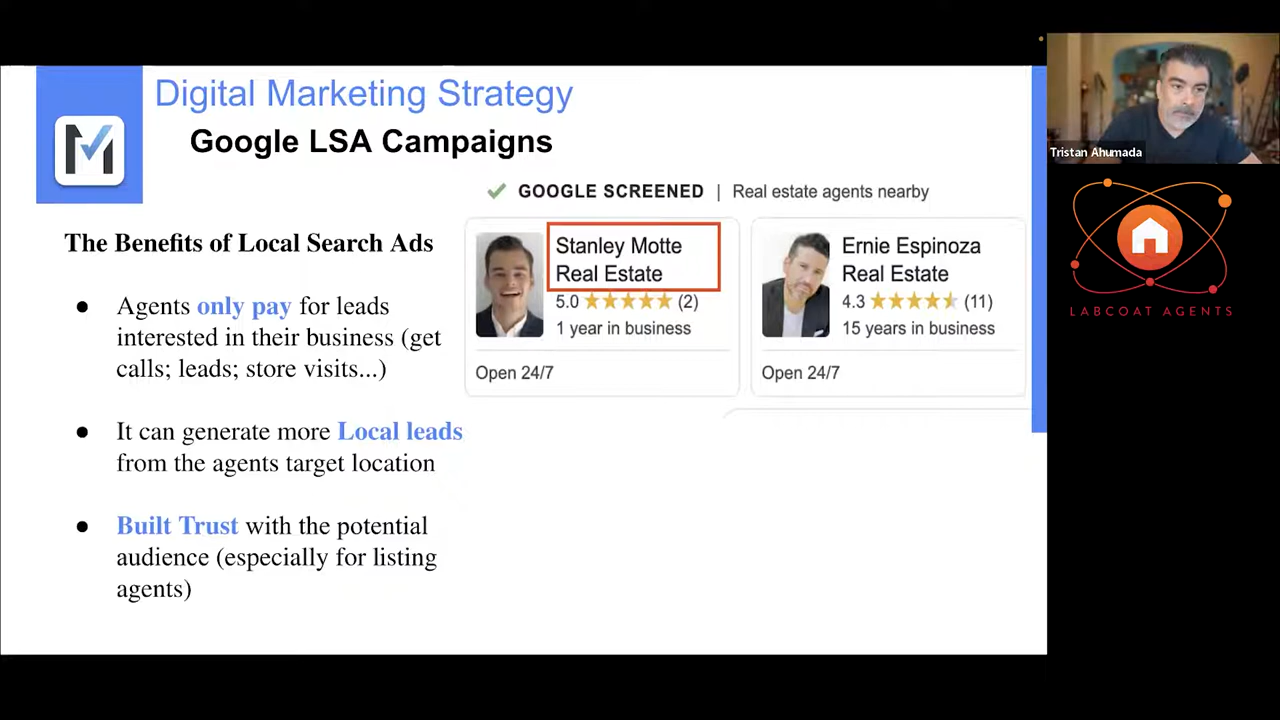 Digital Marketing Strategy
Google LSA Campaigns
GOOGLE SCREENED | Real estate agents nearby
The Benefits of Local Search Ads
● Agents only pay for leads
interested in their business (get
calls; leads; store visits...)
● It can generate more Local leads
from the agents target location
● Built Trust with the potential
audience (especially for listing
agents)
Stanley Motte
Real Estate
5.0 ★★★★★ (2)
1 year in business
Open 24/7
Ernie Espinoza
Real Estate
4.3 ★★★★★ (11)
15 years in business
Open 24/7
Tristan Ahumada
LABCOAT AGENTS